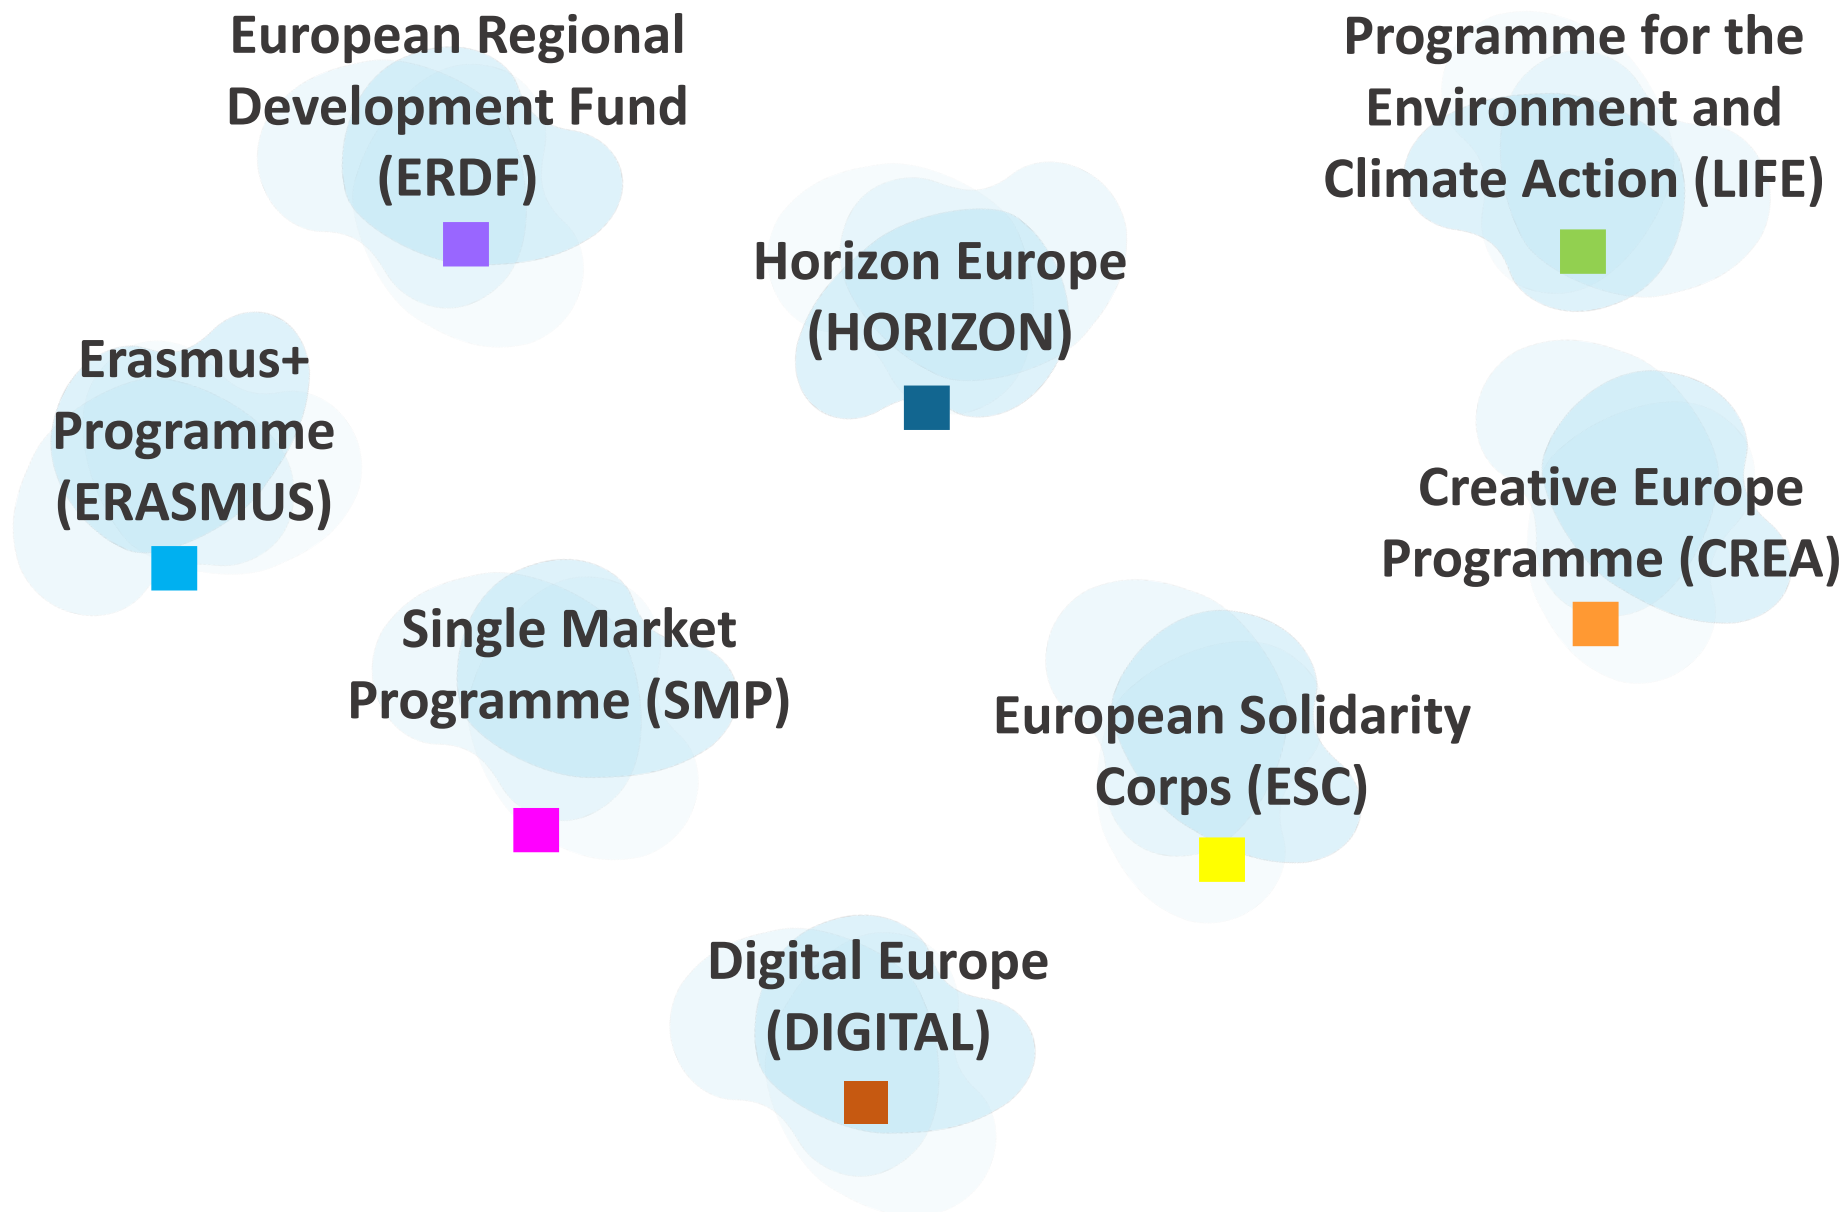 European Regional
Development Fund
(ERDF)
Programme for the
Environment and
Climate Action (LIFE)
Horizon Europe
(HORIZON)
Erasmus+
Programme
(ERASMUS)
Creative Europe
Programme (CREA)
Single Market
Programme (SMP)
European Solidarity
Corps (ESC)
Digital Europe
(DIGITAL)